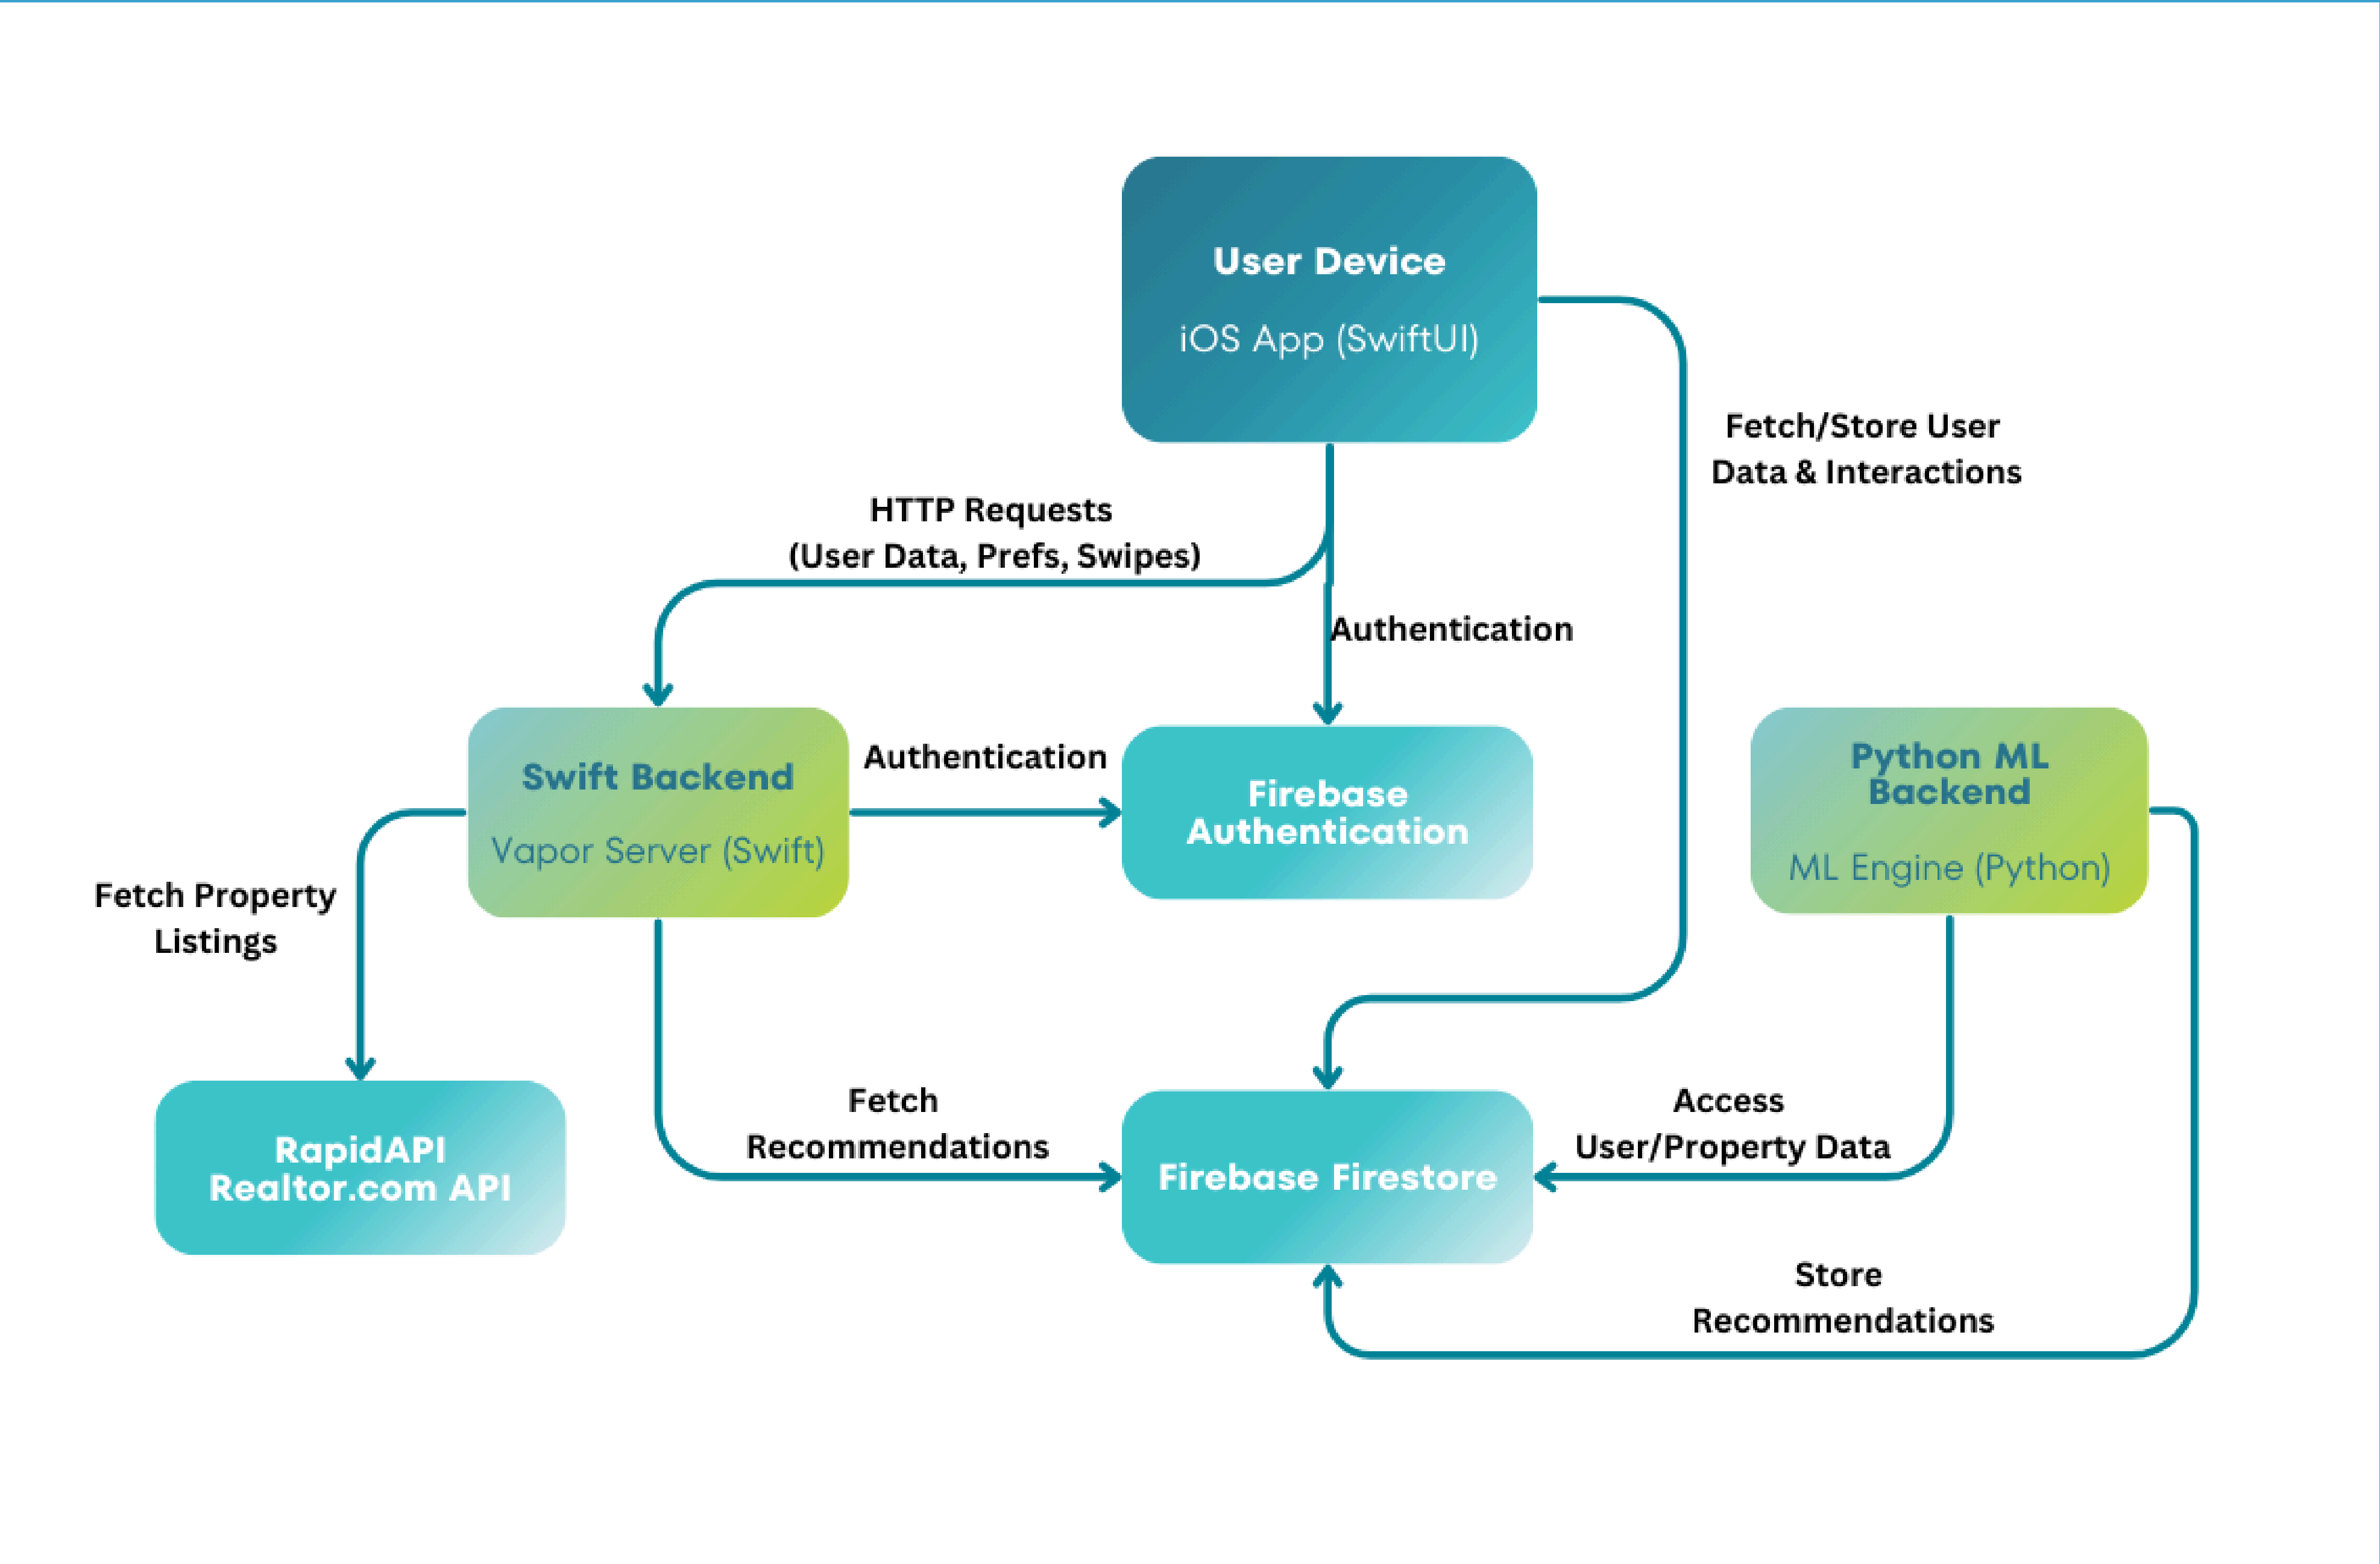 User Device
iOS App (SwiftUI)
Fetch/Store User
Data & Interactions
HTTP Requests
(User Data, Prefs, Swipes)
Authentication
Swift Backend
Vapor Server (Swift)
Authentication
Firebase
Authentication
Python ML
Backend
ML Engine (Python)
Fetch Property
Listings
RapidAPI
Realtor.com API
Fetch
Recommendations
Firebase Firestore
Access
User/Property Data
Store
Recommendations